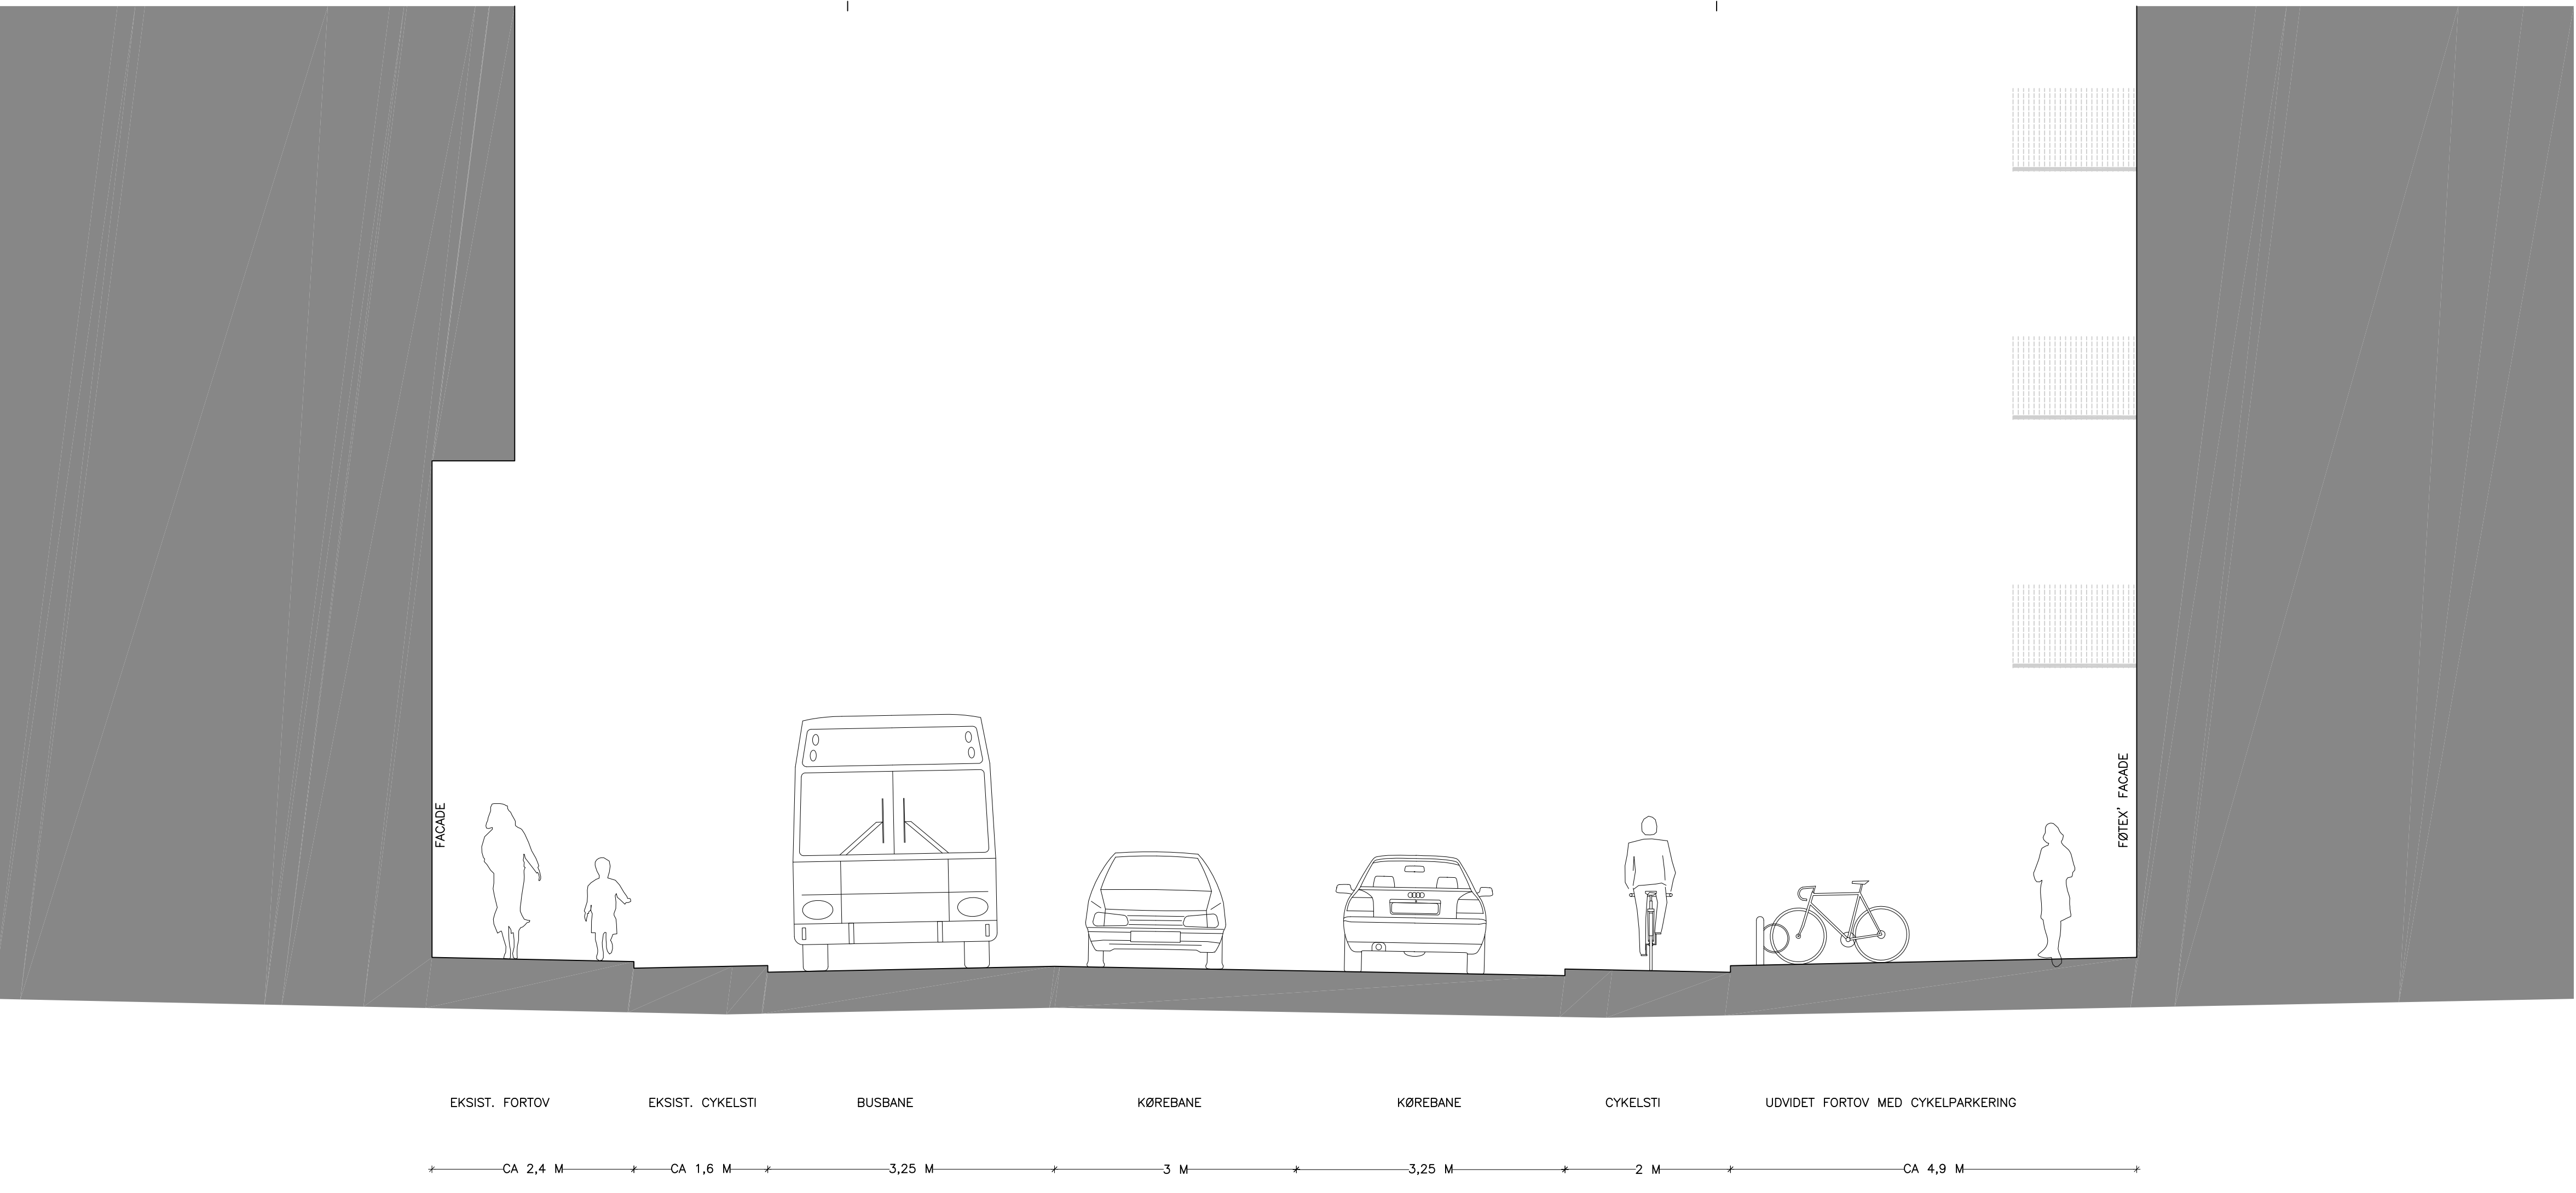 FACADE
FØTEX' FACADE
EKSIST. FORTOV
EKSIST. CYKELSTI
BUSBANE
KØREBANE
KØREBANE
CYKELSTI
UDVIDET FORTOV MED CYKELPARKERING
CA 2,4 M
CA 1,6 M
3,25 M
3 M
3,25 M
2 M
CA 4,9 M